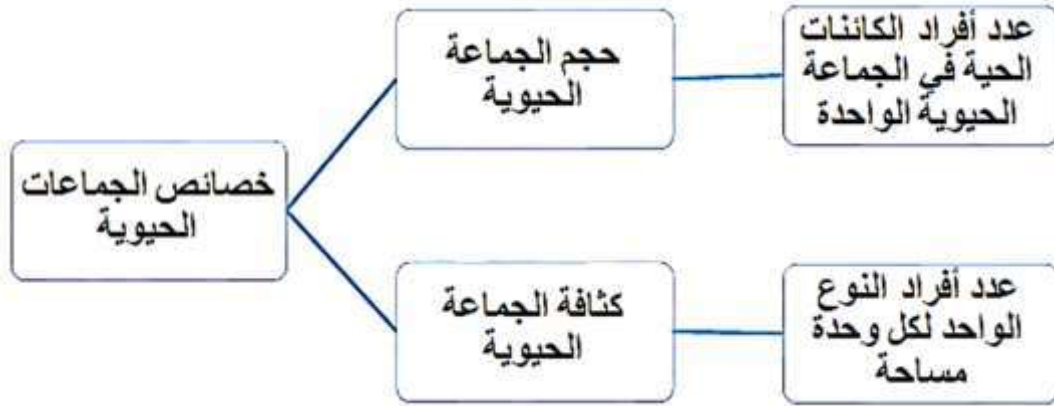 خصائص الجماعات
الحيوية
حجم الجماعة
الحيوية
عدد أفراد الكائنات
الحية في الجماعة
الحيوية الواحدة
كثافة الجماعة
الحيوية
عدد أفراد النوع
الواحد لكل وحدة
مساحة